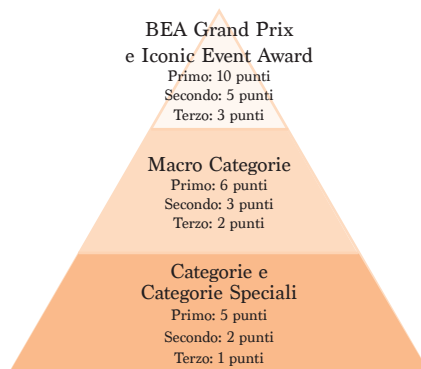 BEA Grand Prix
e Iconic Event Award
Primo: 10 punti
Secondo: 5 punti
Terzo: 3 punti
Macro Categorie
Primo: 6 punti
Secondo: 3 punti
Terzo: 2 punti
Categorie e
Categorie Speciali
Primo: 5 punti
Secondo: 2 punti
Terzo: 1 punti